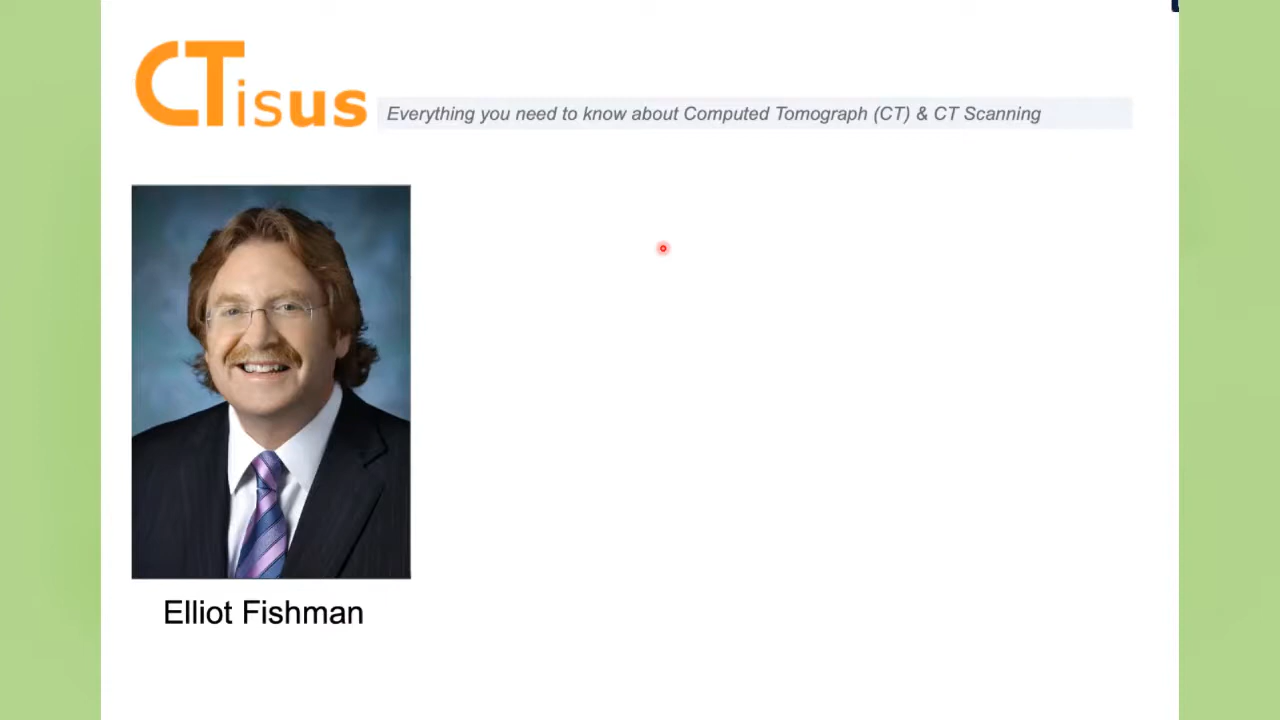 CTisus
Everything you need to know about Computed Tomograph (CT) & CT Scanning
Elliot Fishman